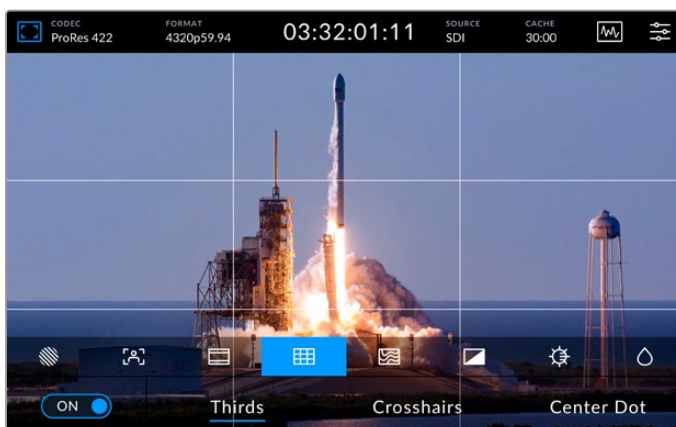 CODEC
ProRes 422
FORMAT
4320p59.94
03:32:01:11
SOURCE
SDI
CACHE
30:00
ON
Thirds
Crosshairs
Center Dot